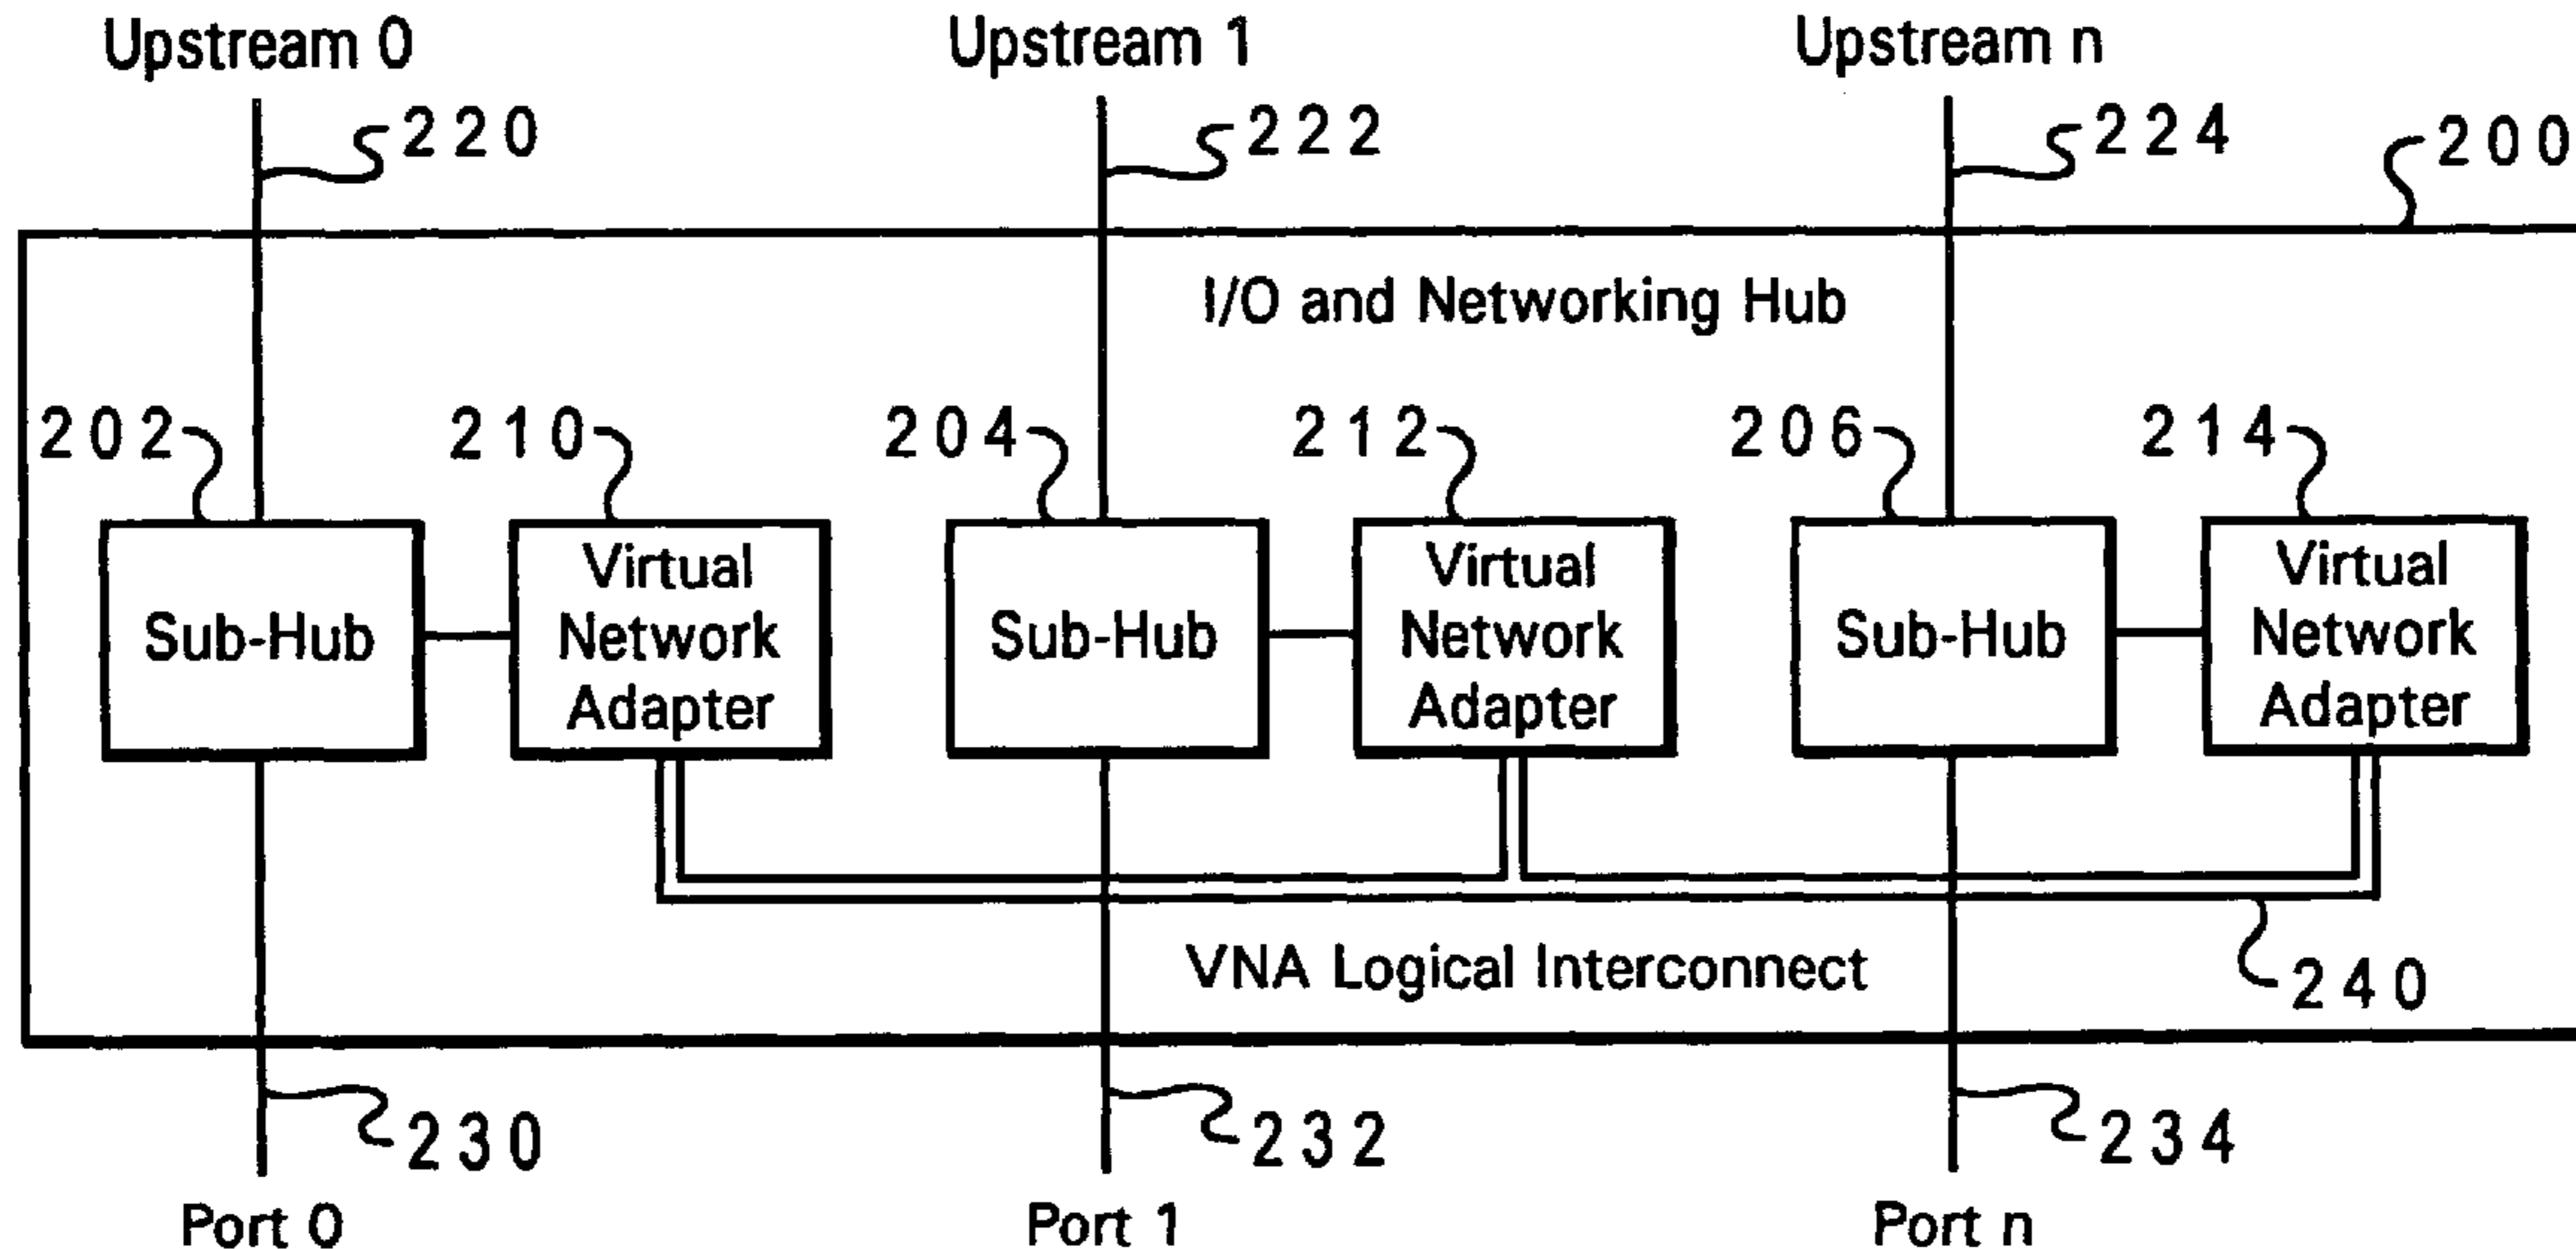 Upstream 0
Upstream 1
Upstream n
220
222
224
200
I/O and Networking Hub
202
210
204
212
206
214
Sub-Hub
Virtual
Network
Adapter
Sub-Hub
Virtual
Network
Adapter
Sub-Hub
Virtual
Network
Adapter
VNA Logical Interconnect
240
230
232
234
Port 0
Port 1
Port n